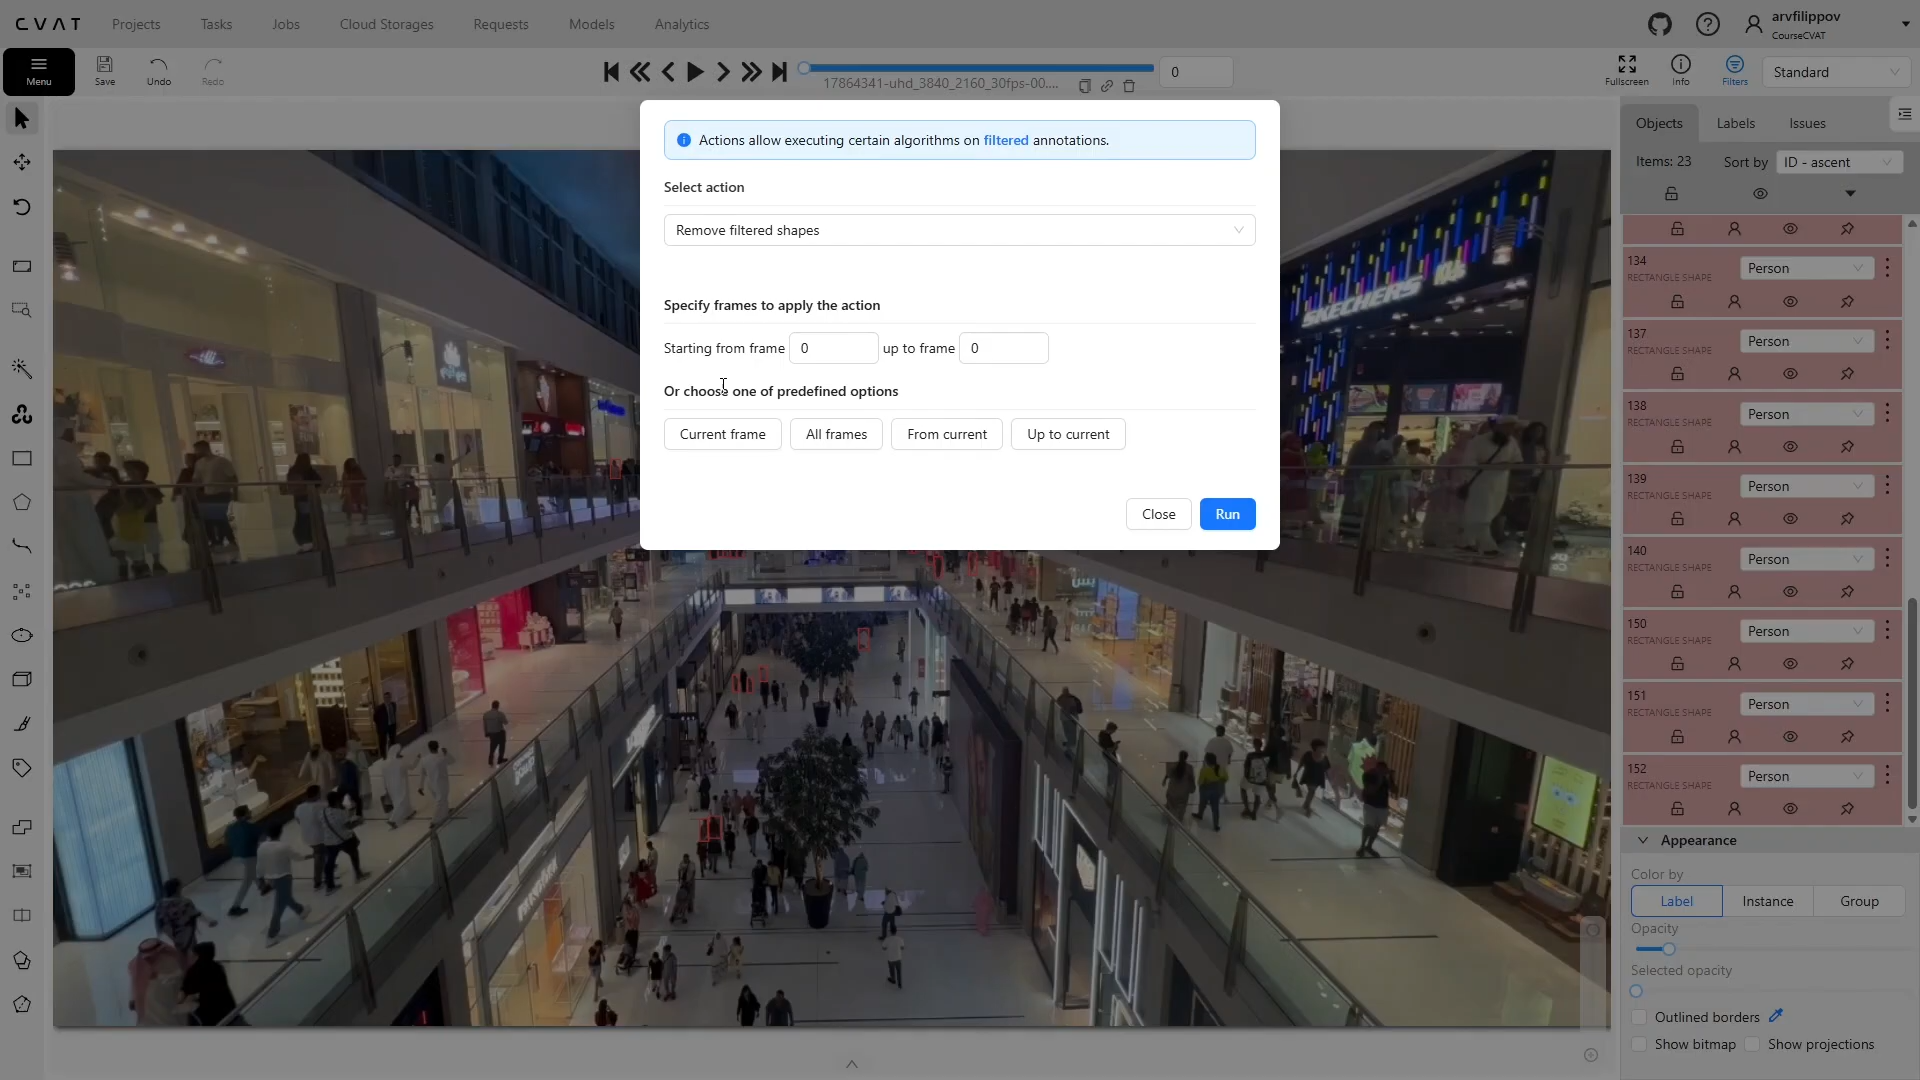 CVAT
Projects
Tasks
Jobs
Cloud Storages
Requests
Models
Analytics
arvfilippov
CourseCVAT
Menu
Save
Undo
Redo
17864341-uhd_3840_2160_30fps-00....
0
Fullscreen
Info
Filters
Standard
Actions allow executing certain algorithms on filtered annotations.
Select action
Remove filtered shapes
Specify frames to apply the action
Starting from frame 0 up to frame 0
Or choose one of predefined options
Current frame
All frames
From current
Up to current
Close
Run
SKECHERS
Objects
Labels
Issues
Items: 23
Sort by
ID - ascent
134
RECTANGLE SHAPE
Person
137
RECTANGLE SHAPE
Person
138
RECTANGLE SHAPE
Person
139
RECTANGLE SHAPE
Person
140
RECTANGLE SHAPE
Person
150
RECTANGLE SHAPE
Person
151
RECTANGLE SHAPE
Person
152
RECTANGLE SHAPE
Person
Appearance
Color by
Label
Instance
Group
Opacity
Selected opacity
Outlined borders
Show bitmap
Show projections